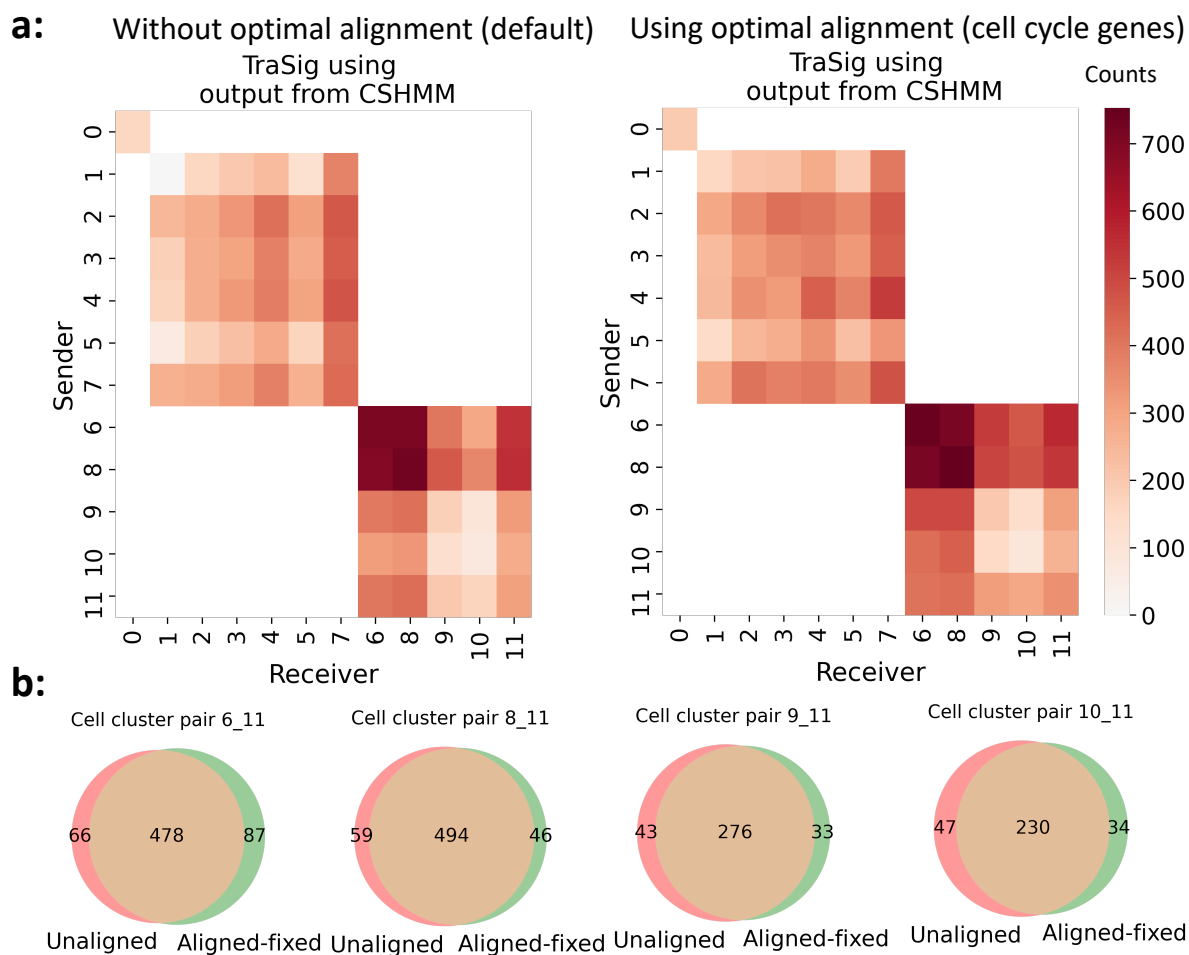 a:
Without optimal alignment (default)
Using optimal alignment (cell cycle genes)
TraSig using
output from CSHMM
TraSig using
output from CSHMM
Counts
Sender
0
1
2
3
4
5
7
6
8
9
10
11
0 1 2 3 4 5 7 6 8 9 10 11
Receiver
Sender
0
1
2
3
4
5
7
6
8
9
10
11
0 1 2 3 4 5 7 6 8 9 10 11
Receiver
700
600
500
400
300
200
100
0
b:
Cell cluster pair 6_11
66 478 87
Unaligned Aligned-fixed
Cell cluster pair 8_11
59 494 46
Unaligned Aligned-fixed
Cell cluster pair 9_11
43 276 33
Unaligned Aligned-fixed
Cell cluster pair 10_11
47 230 34
Unaligned Aligned-fixed